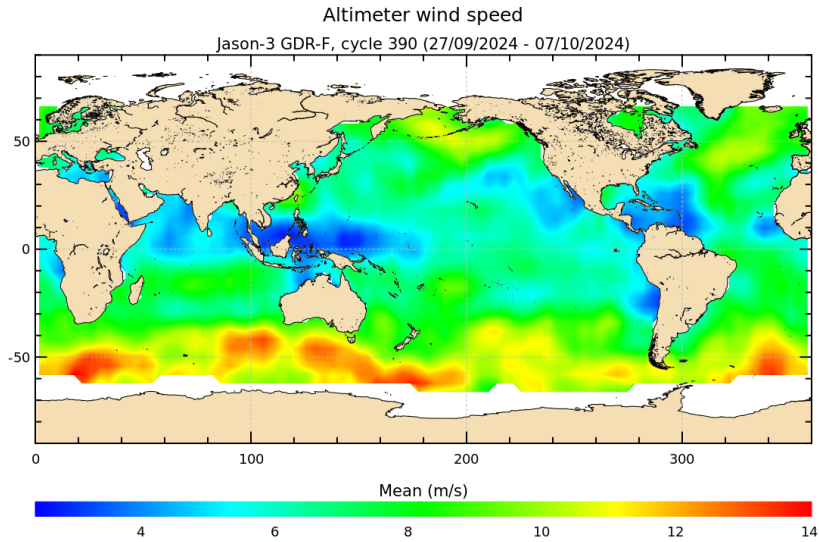 Altimeter wind speed
Jason-3 GDR-F, cycle 390 (27/09/2024 - 07/10/2024)
50
0
-50
0 100 200 300
Mean (m/s)
4 6 8 10 12 14